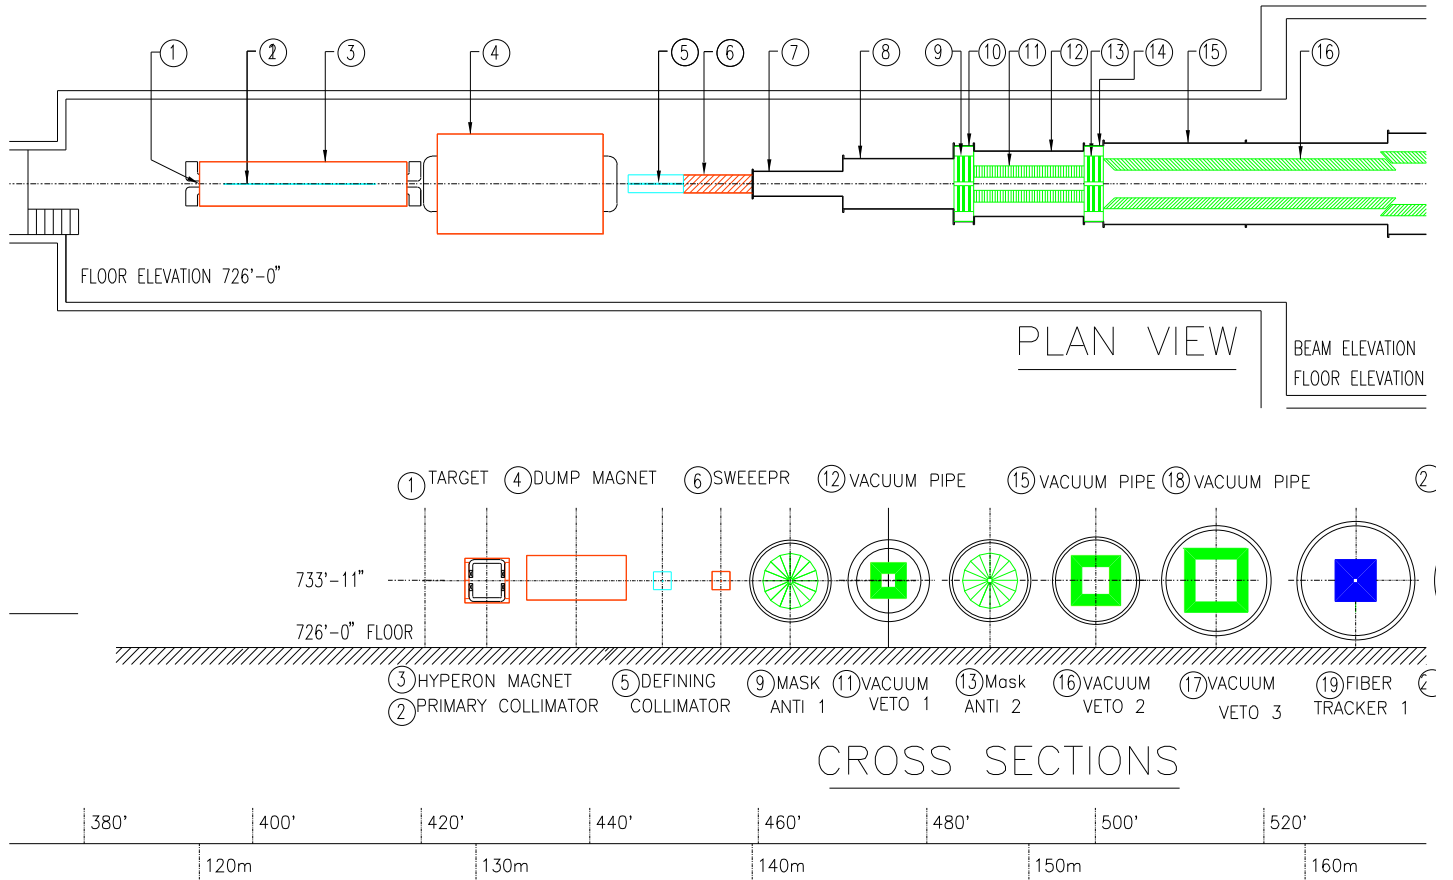 1 2 3 4 5 6 7 8 9 10 11 12 13 14 15 16
FLOOR ELEVATION 726'-0"
PLAN VIEW
BEAM ELEVATION
FLOOR ELEVATION
1 TARGET 4 DUMP MAGNET 6 SWEEEPR 12 VACUUM PIPE 15 VACUUM PIPE 18 VACUUM PIPE 2
733'-11"
726'-0" FLOOR
3 HYPERON MAGNET
2 PRIMARY COLLIMATOR
5 DEFINING
COLLIMATOR
9 MASK
ANTI 1
11 VACUUM
VETO 1
13 Mask
ANTI 2
16 VACUUM
VETO 2
17 VACUUM
VETO 3
19 FIBER
TRACKER 1
2
CROSS SECTIONS
380' 400' 420' 440' 460' 480' 500' 520'
120m 130m 140m 150m 160m